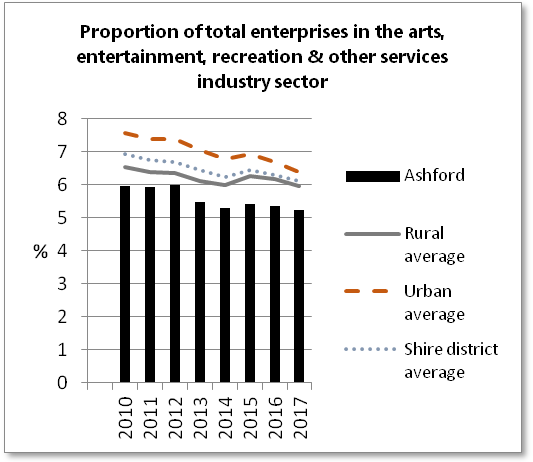 Proportion of total enterprises in the arts,
entertainment, recreation & other services
industry sector
8
7
6
5
% 4
3
2
1
0
2010 2011 2012 2013 2014 2015 2016 2017
Ashford
Rural
average
Urban
average
Shire district
average